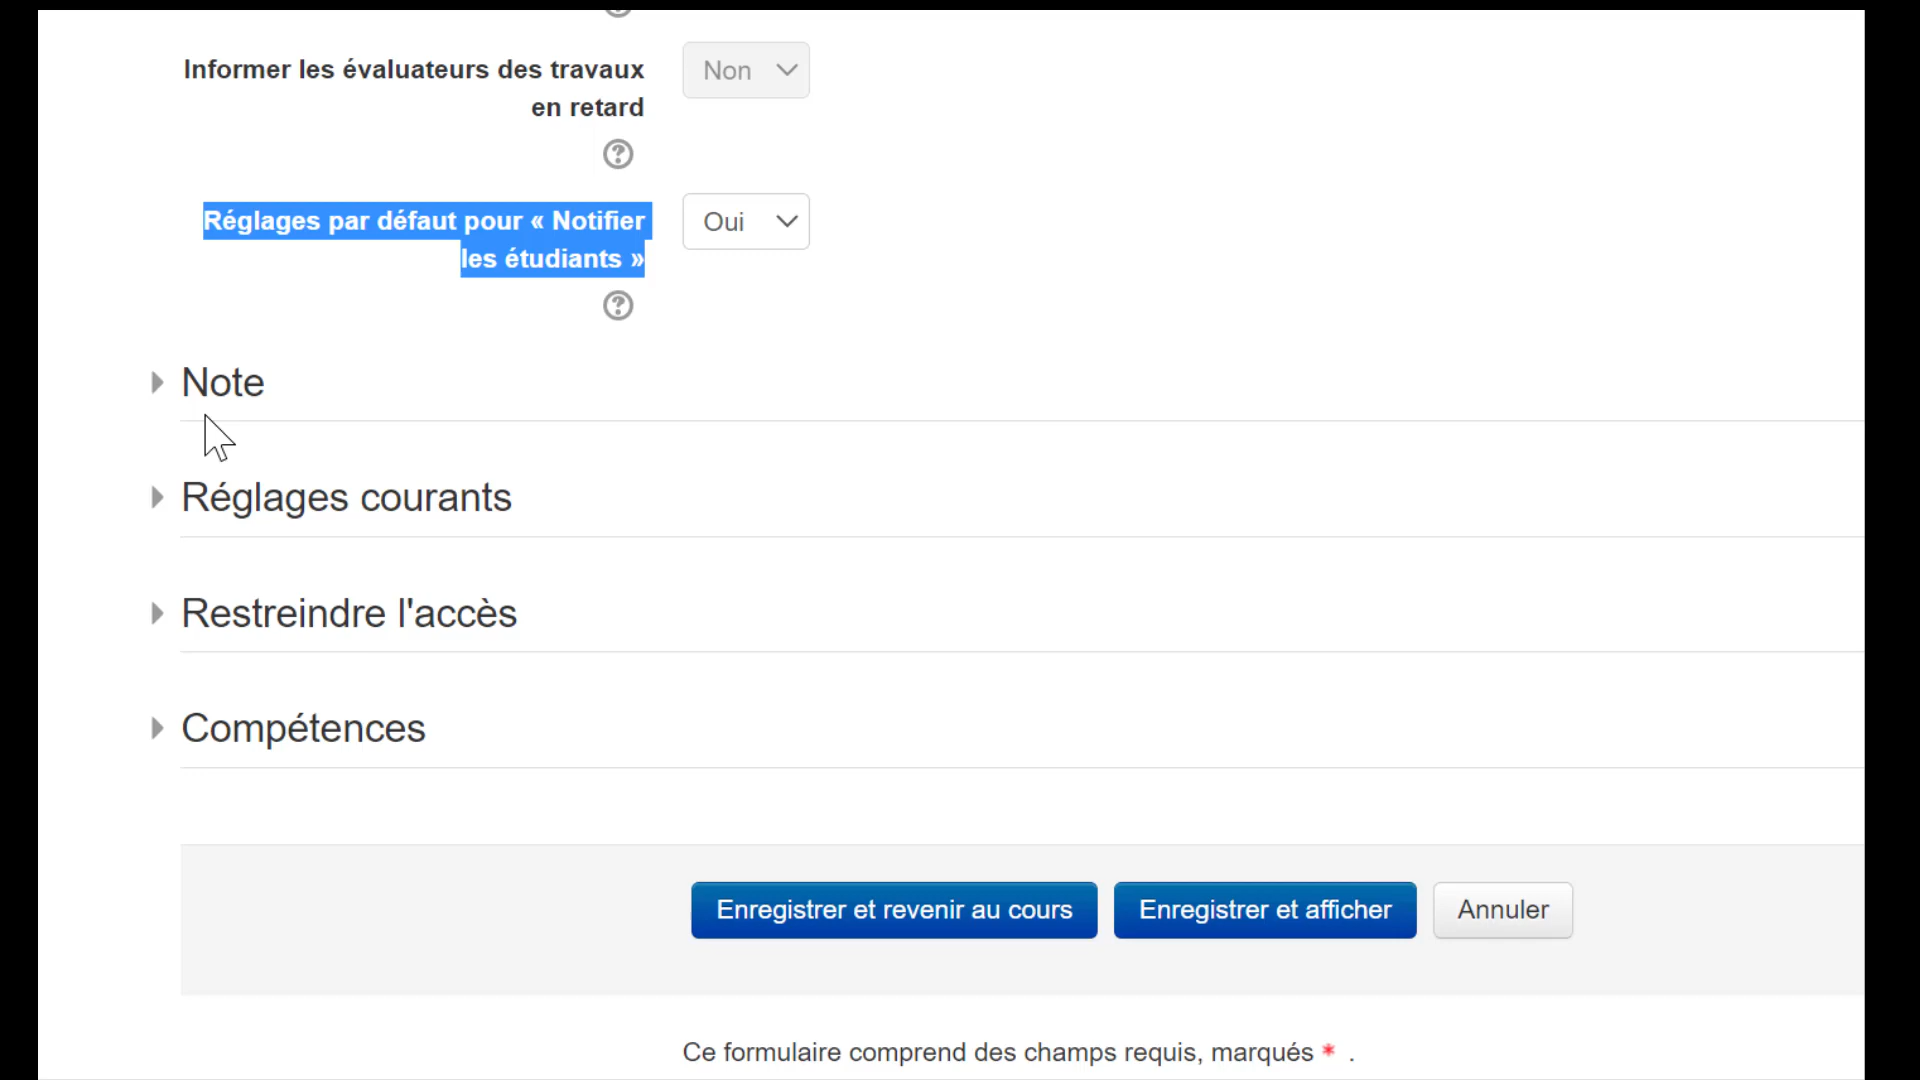 Informer les évaluateurs des travaux
en retard
Non
Réglages par défaut pour « Notifier
les étudiants »
Oui
Note
Réglages courants
Restreindre l'accès
Compétences
Enregistrer et revenir au cours
Enregistrer et afficher
Annuler
Ce formulaire comprend des champs requis, marqués * .